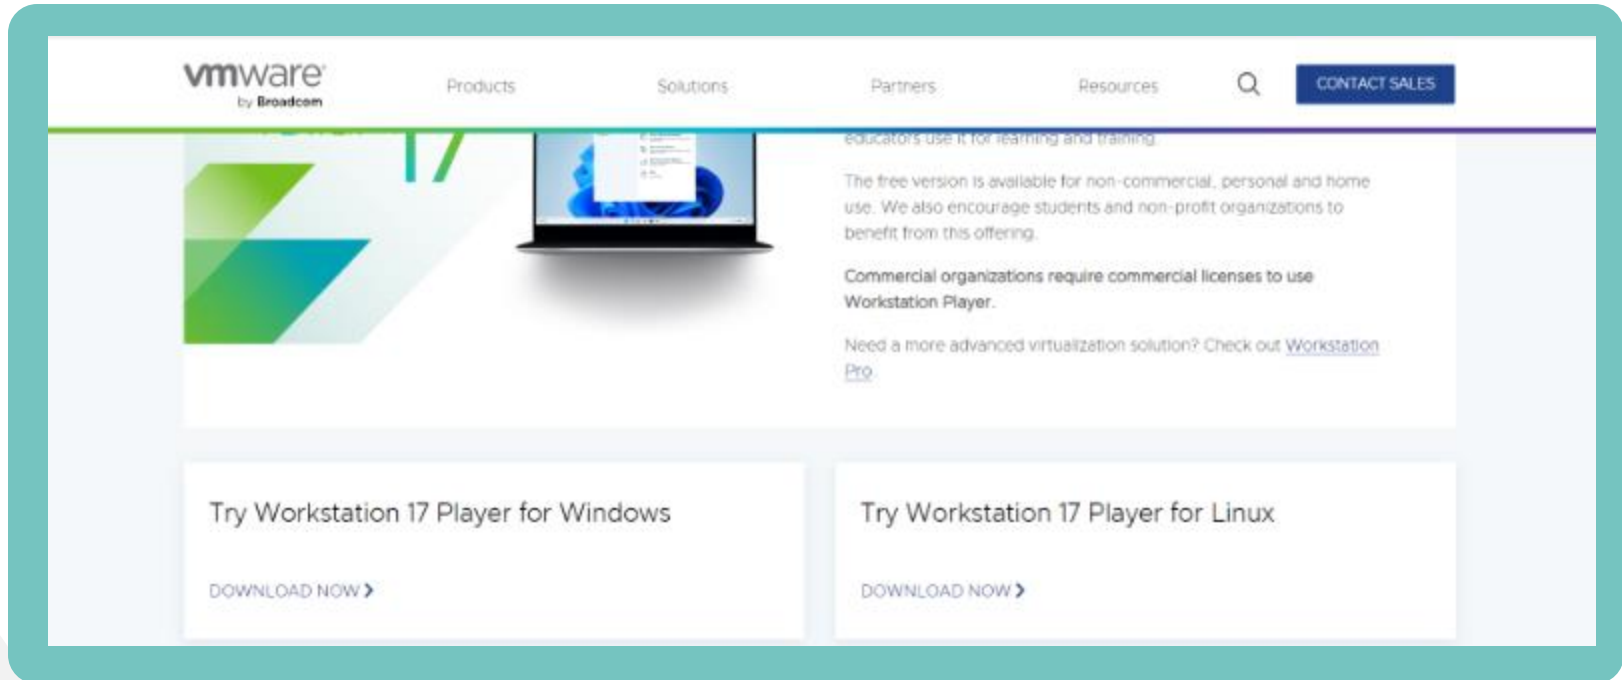 vmware
by Broadcom
Products
Solutions
Partners
Resources
CONTACT SALES
17
educators use it for learning and training.
The free version is available for non-commercial, personal and home
use. We also encourage students and non-profit organizations to
benefit from this offering.
Commercial organizations require commercial licenses to use
Workstation Player.
Need a more advanced virtualization solution? Check out Workstation
Pro.
Try Workstation 17 Player for Windows
DOWNLOAD NOW
Try Workstation 17 Player for Linux
DOWNLOAD NOW